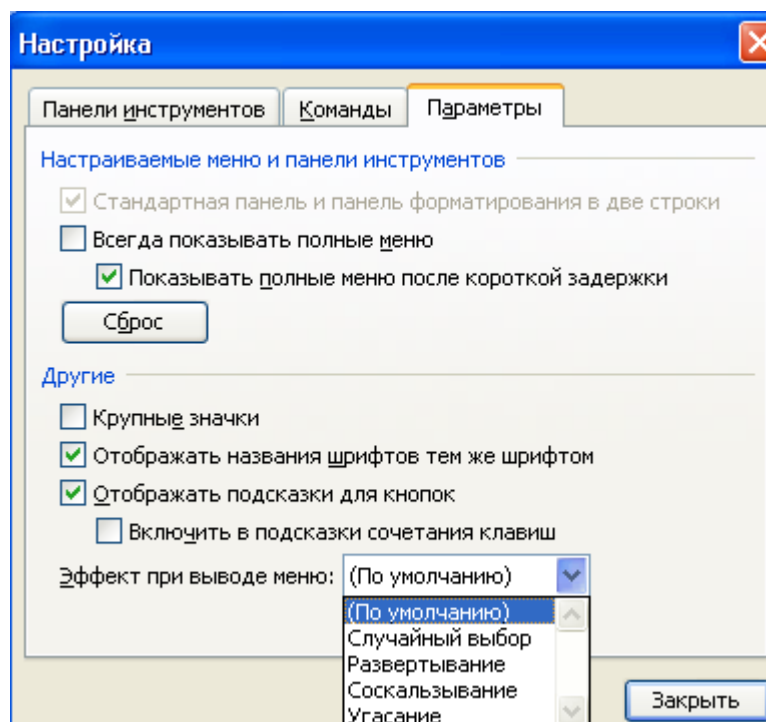 Настройка
Панели инструментов Команды Параметры
Настраиваемые меню и панели инструментов
Стандартная панель и панель форматирования в две строки
Всегда показывать полные меню
Показывать полные меню после короткой задержки
Сброс
Другие
Крупные значки
Отображать названия шрифтов тем же шрифтом
Отображать подсказки для кнопок
Включить в подсказки сочетания клавиш
Эффект при выводе меню: (По умолчанию)
(По умолчанию)
Случайный выбор
Развертывание
Соскальзывание
Угасание
Закрыть